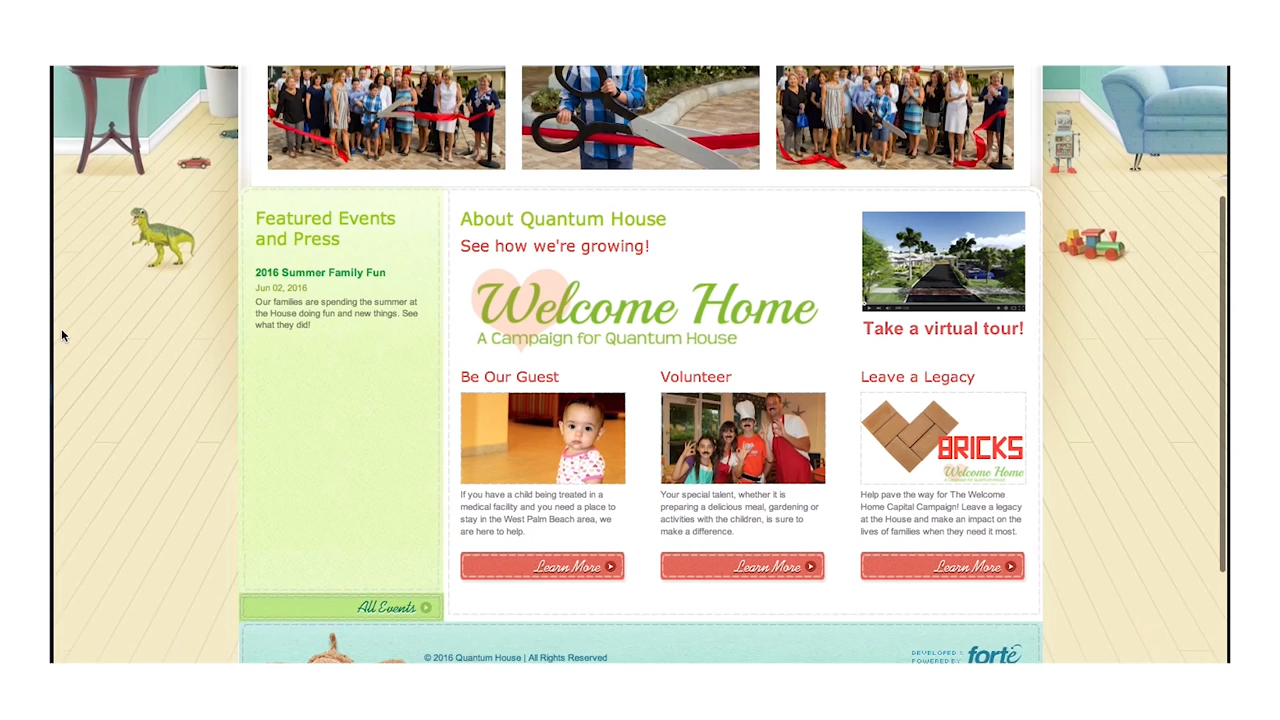 Featured Events
and Press
2016 Summer Family Fun
Jun 02, 2016
Our families are spending the summer at
the House doing fun and new things. See
what they did!
All Events
About Quantum House
See how we're growing!
Welcome Home
A Campaign for Quantum House
Take a virtual tour!
Be Our Guest
If you have a child being treated in a
medical facility and you need a place to
stay in the West Palm Beach area, we
are here to help.
Learn More
Volunteer
Your special talent, whether it is
preparing a delicious meal, gardening or
activities with the children, is sure to
make a difference.
Learn More
Leave a Legacy
BRICKS
Welcome Home
A Campaign for Quantum House
Help pave the way for The Welcome
Home Capital Campaign! Leave a legacy
at the House and make an impact on the
lives of families when they need it most.
Learn More
© 2016 Quantum House | All Rights Reserved
DEVELOPED &
POWERED BY forte